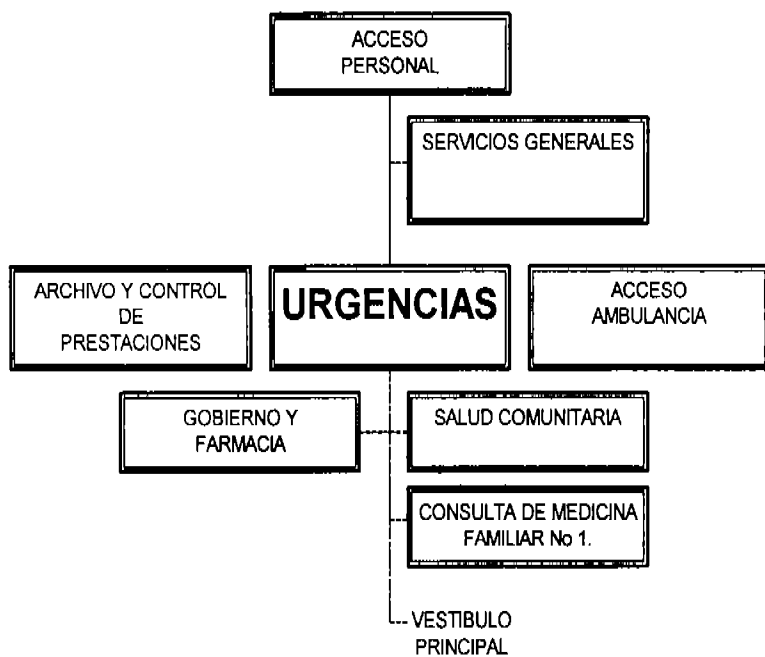 ACCESO
PERSONAL
SERVICIOS GENERALES
ARCHIVO Y CONTROL
DE
PRESTACIONES
URGENCIAS
ACCESO
AMBULANCIA
GOBIERNO Y
FARMACIA
SALUD COMUNITARIA
CONSULTA DE MEDICINA
FAMILIAR No 1.
VESTIBULO
PRINCIPAL